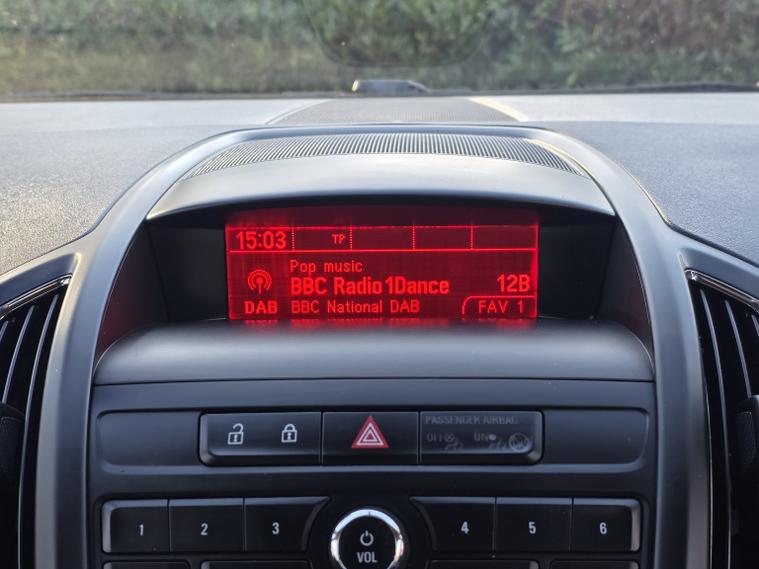 15:03 TP
Pop music
BBC Radio 1Dance 12B
DAB BBC National DAB FAV 1
PASSENGER AIRBAG
OFF ON
1 2 3 4 5 6
VOL